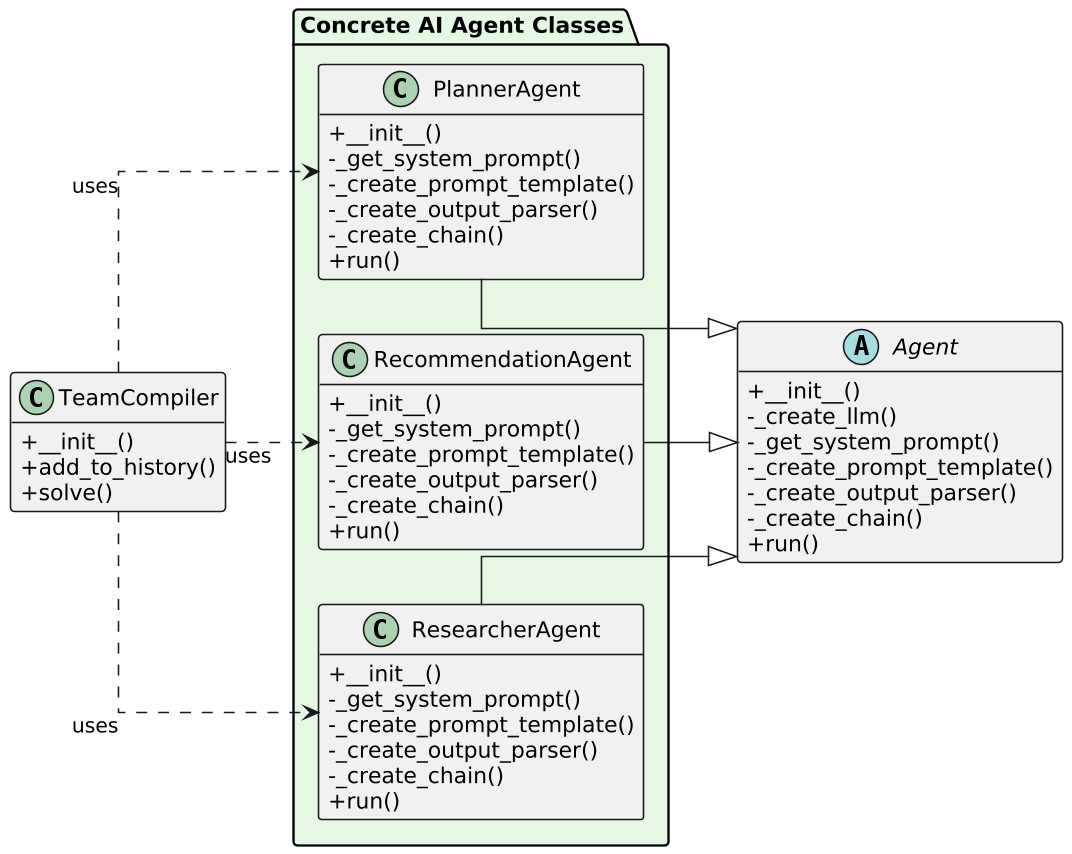 Concrete AI Agent Classes
C PlannerAgent
+__init__()
-_get_system_prompt()
-_create_prompt_template()
-_create_output_parser()
-_create_chain()
+run()
uses
C RecommendationAgent
+__init__()
-_get_system_prompt()
-_create_prompt_template()
-_create_output_parser()
-_create_chain()
+run()
A Agent
+__init__()
-_create_llm()
-_get_system_prompt()
-_create_prompt_template()
-_create_output_parser()
-_create_chain()
+run()
C TeamCompiler
+__init__()
+add_to_history()
+solve()
uses
C ResearcherAgent
+__init__()
-_get_system_prompt()
-_create_prompt_template()
-_create_output_parser()
-_create_chain()
+run()
uses